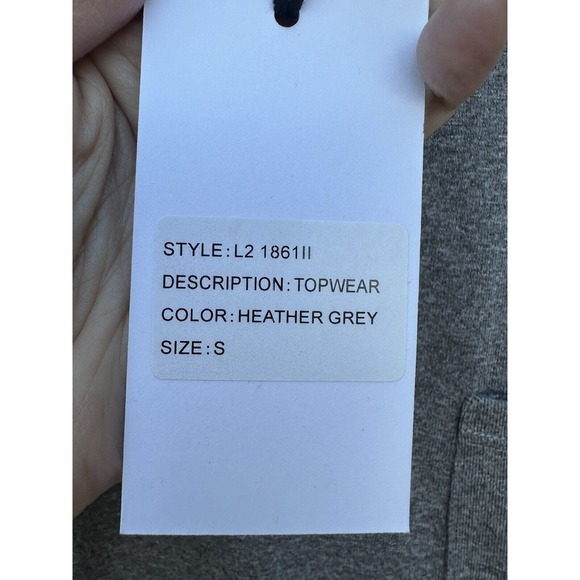 STYLE: L2 1861II
DESCRIPTION: TOPWEAR
COLOR: HEATHER GREY
SIZE: S